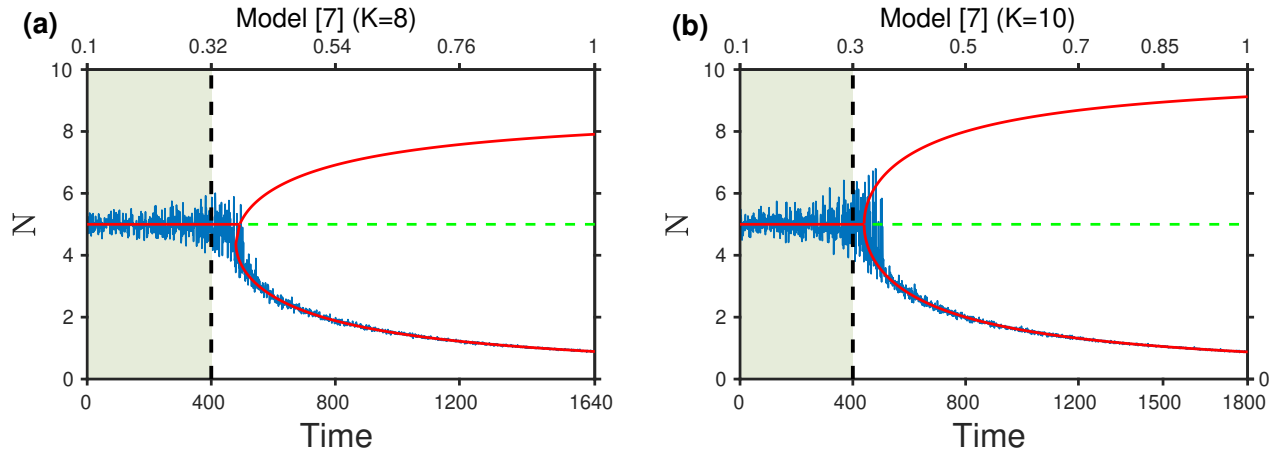 (a)
Model [7] (K=8)
0.1 0.32 0.54 0.76 1
10
8
6
4
2
0
N
0 400 800 1200 1640
Time
(b)
Model [7] (K=10)
0.1 0.3 0.5 0.7 0.85 1
10
8
6
4
2
0
0
N
0 400 800 1200 1500 1800
Time